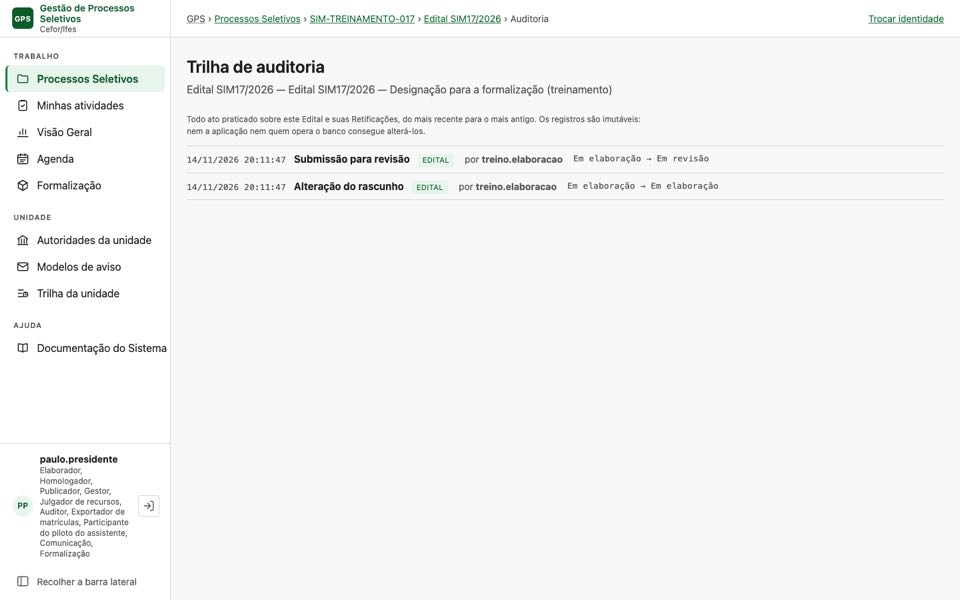 GPS
Gestão de Processos
Seletivos
Cefor/Ifes
GPS › Processos Seletivos › SIM-TREINAMENTO-017 › Edital SIM17/2026 › Auditoria
Trocar identidade
TRABALHO
Processos Seletivos
Minhas atividades
Visão Geral
Agenda
Formalização
UNIDADE
Autoridades da unidade
Modelos de aviso
Trilha da unidade
AJUDA
Documentação do Sistema
Trilha de auditoria
Edital SIM17/2026 — Edital SIM17/2026 — Designação para a formalização (treinamento)
Todo ato praticado sobre este Edital e suas Retificações, do mais recente para o mais antigo. Os registros são imutáveis:
nem a aplicação nem quem opera o banco consegue alterá-los.
14/11/2026 20:11:47 Submissão para revisão EDITAL por treino.elaboracao Em elaboração → Em revisão
14/11/2026 20:11:47 Alteração do rascunho EDITAL por treino.elaboracao Em elaboração → Em elaboração
PP
paulo.presidente
Elaborador,
Homologador,
Publicador, Gestor,
Julgador de recursos,
Auditor, Exportador de
matrículas, Participante
do piloto do assistente,
Comunicação,
Formalização
Recolher a barra lateral